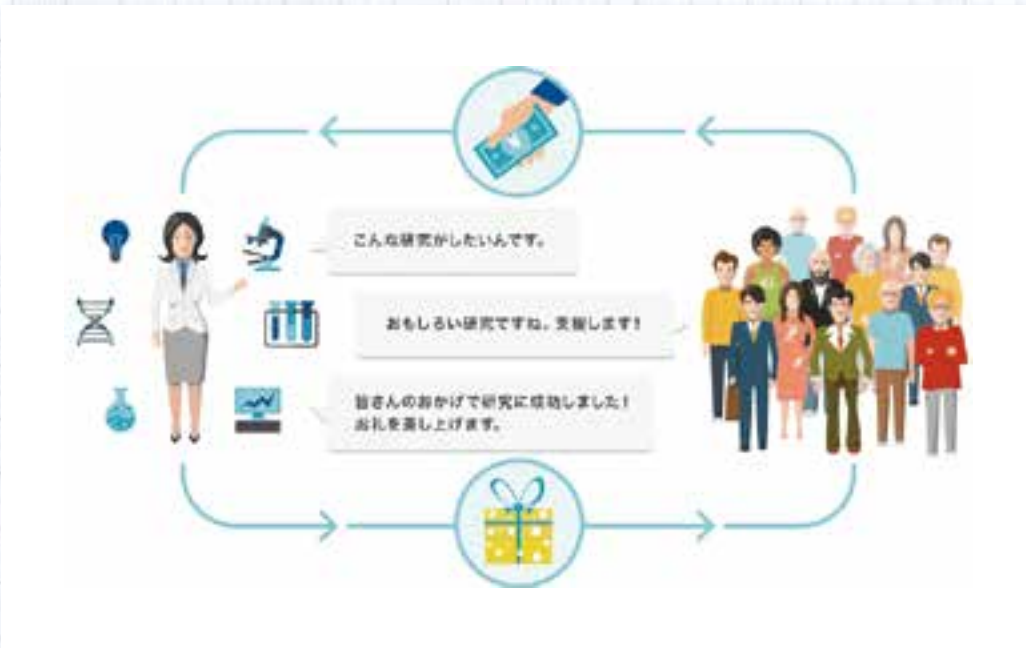 こんな研究がしたいんです。
おもしろい研究ですね。支援します！
皆さんのおかげで研究に成功しました！
お礼を差し上げます。